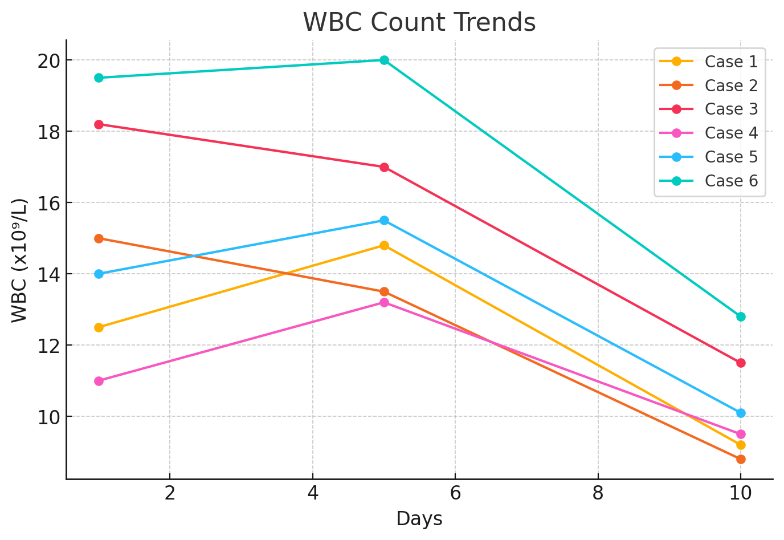 WBC Count Trends
20
18
16
14
12
10
WBC (x10⁹/L)
2 4 6 8 10
Days
Case 1
Case 2
Case 3
Case 4
Case 5
Case 6